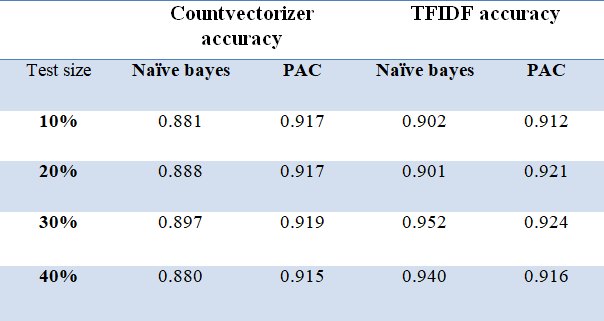 Countvectorizer accuracy TFIDF accuracy
Test size Naïve bayes PAC Naïve bayes PAC
10% 0.881 0.917 0.902 0.912
20% 0.888 0.917 0.901 0.921
30% 0.897 0.919 0.952 0.924
40% 0.880 0.915 0.940 0.916